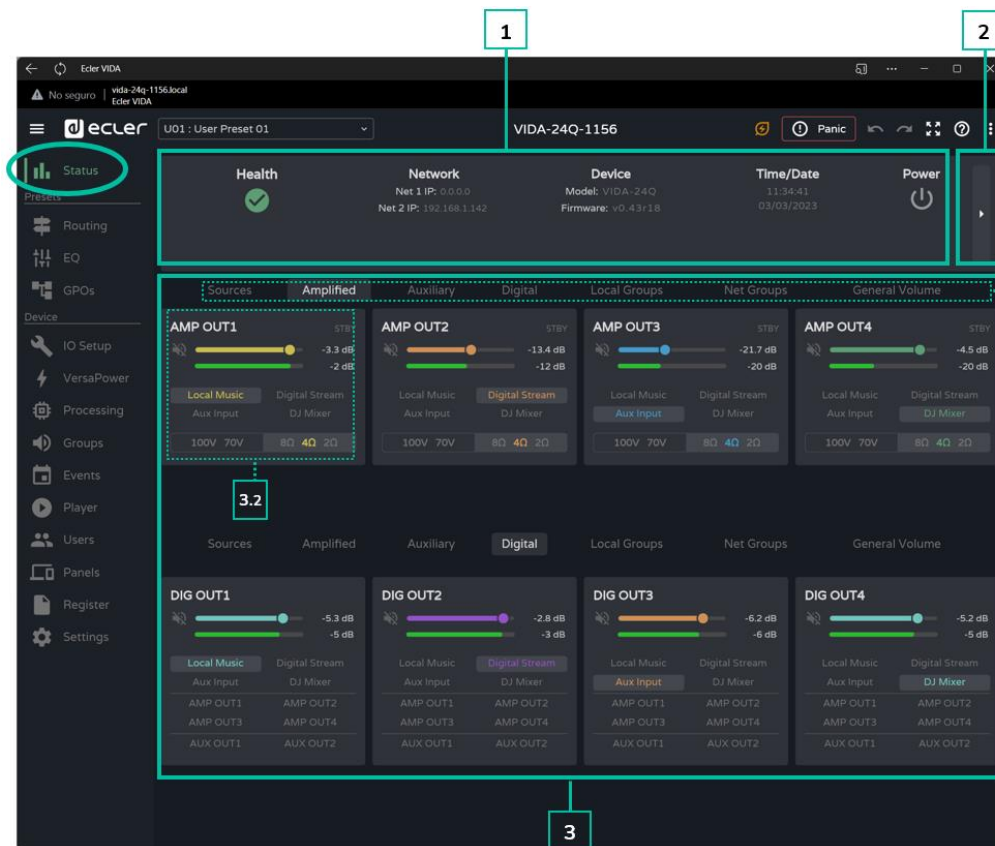 1
2
Ecler VIDA
No seguro
vida-24q-1156.local
Ecler VIDA
ecler
U01 : User Preset 01
VIDA-24Q-1156
Panic
Status
Presets
Routing
EQ
GPOs
Device
IO Setup
VersaPower
Processing
Groups
Events
Player
Users
Panels
Register
Settings
Health
Network
Net 1 IP: 0.0.0.0
Net 2 IP: 192.168.1.142
Device
Model: VIDA-24Q
Firmware: v0.43r18
Time/Date
11:34:41
03/03/2023
Power
Sources Amplified Auxiliary Digital Local Groups Net Groups General Volume
AMP OUT1 STBY
-3.3 dB
-2 dB
Local Music Digital Stream
Aux Input DJ Mixer
100V 70V 8Ω 4Ω 2Ω
AMP OUT2 STBY
-13.4 dB
-12 dB
Local Music Digital Stream
Aux Input DJ Mixer
100V 70V 8Ω 4Ω 2Ω
AMP OUT3 STBY
-21.7 dB
-20 dB
Local Music Digital Stream
Aux Input DJ Mixer
100V 70V 8Ω 4Ω 2Ω
AMP OUT4 STBY
-4.5 dB
-20 dB
Local Music Digital Stream
Aux Input DJ Mixer
100V 70V 8Ω 4Ω 2Ω
3.2
Sources Amplified Auxiliary Digital Local Groups Net Groups General Volume
DIG OUT1
-5.3 dB
-5 dB
Local Music Digital Stream
Aux Input DJ Mixer
AMP OUT1 AMP OUT2
AMP OUT3 AMP OUT4
AUX OUT1 AUX OUT2
DIG OUT2
-2.8 dB
-3 dB
Local Music Digital Stream
Aux Input DJ Mixer
AMP OUT1 AMP OUT2
AMP OUT3 AMP OUT4
AUX OUT1 AUX OUT2
DIG OUT3
-6.2 dB
-6 dB
Local Music Digital Stream
Aux Input DJ Mixer
AMP OUT1 AMP OUT2
AMP OUT3 AMP OUT4
AUX OUT1 AUX OUT2
DIG OUT4
-5.2 dB
-5 dB
Local Music Digital Stream
Aux Input DJ Mixer
AMP OUT1 AMP OUT2
AMP OUT3 AMP OUT4
AUX OUT1 AUX OUT2
3